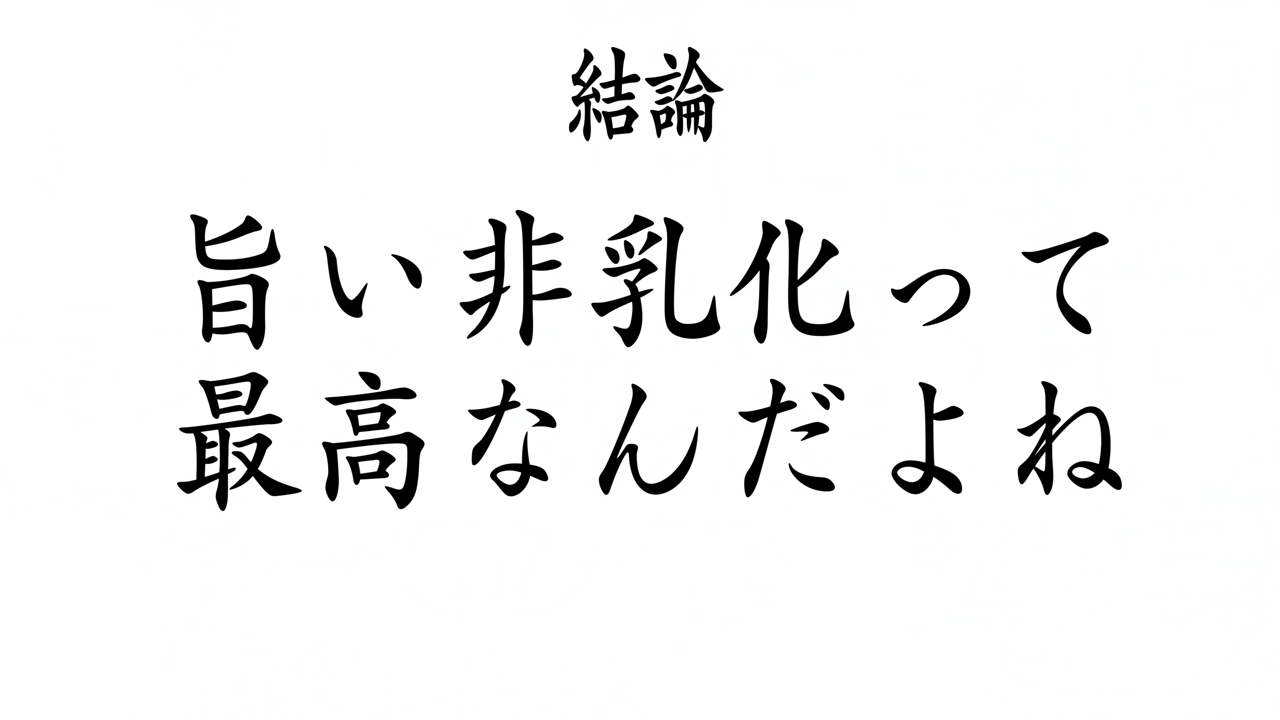 結論
旨い非乳化って
最高なんだよね